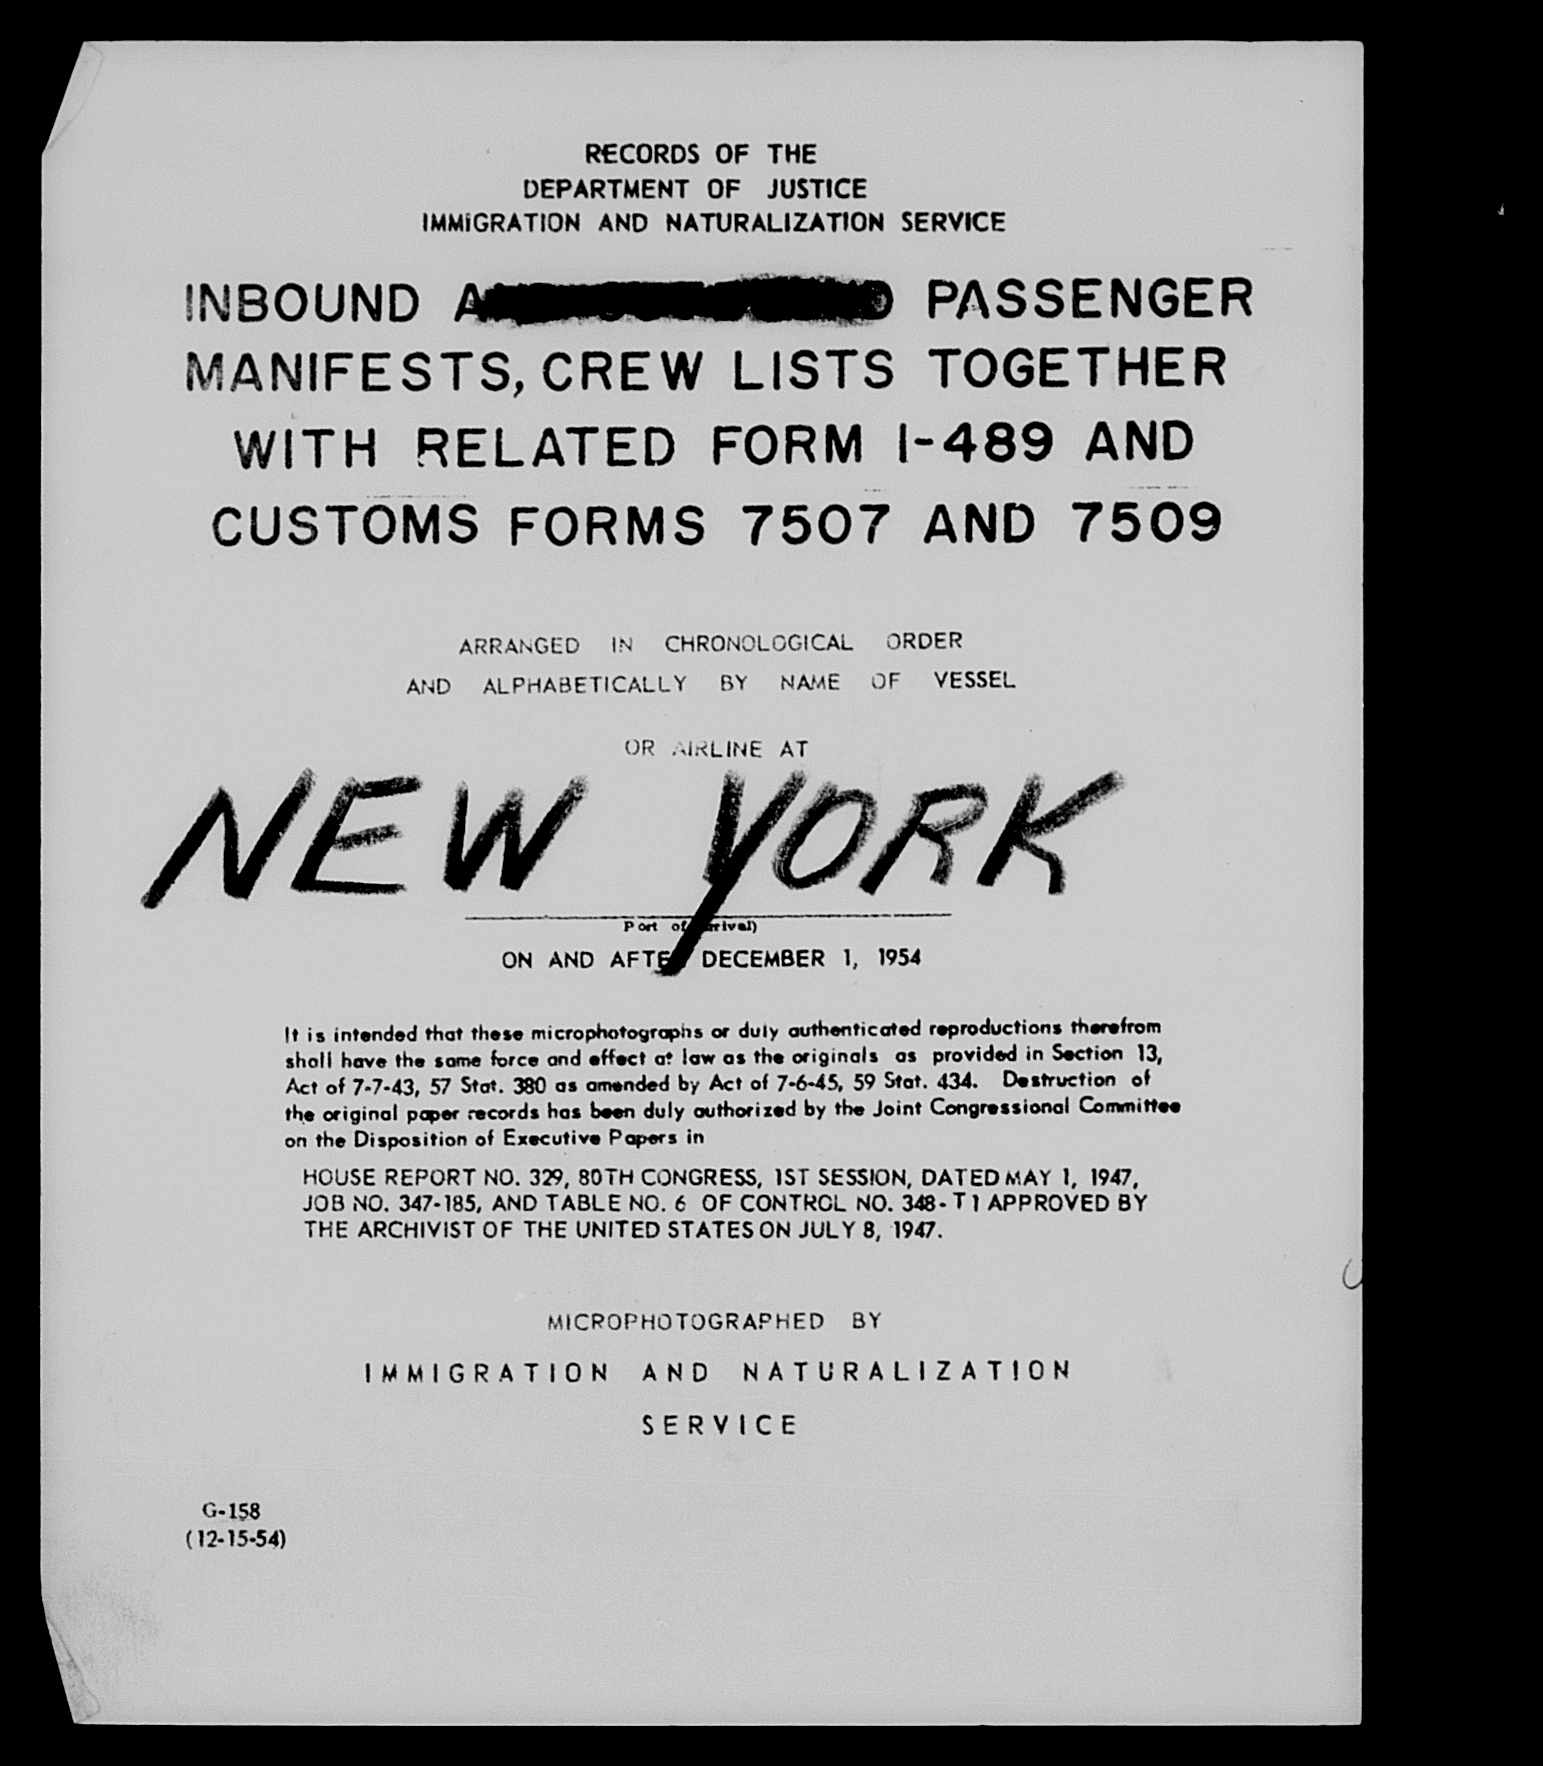 RECORDS OF THE
DEPARTMENT OF JUSTICE
IMMIGRATION AND NATURALIZATION SERVICE
INBOUND PASSENGER
MANIFESTS, CREW LISTS TOGETHER
WITH RELATED FORM I-489 AND
CUSTOMS FORMS 7507 AND 7509
ARRANGED IN CHRONOLOGICAL ORDER
AND ALPHABETICALLY BY NAME OF VESSEL
OR AIRLINE AT
NEW YORK
Port of
ON AND AFTER DECEMBER 1, 1954
It is intended that these microphotographs or duly authenticated reproductions therefrom
shall have the same force and effect at law as the originals as provided in Section 13,
Act of 7-7-43, 57 Stat. 380 as amended by Act of 7-6-45, 59 Stat. 434. Destruction of
the original paper records has been duly authorized by the Joint Congressional Committee
on the Disposition of Executive Papers in
HOUSE REPORT NO. 329, 80TH CONGRESS, 1ST SESSION, DATED MAY 1, 1947,
JOB NO. 347-185, AND TABLE NO. 6 OF CONTROL NO. 348-T1 APPROVED BY
THE ARCHIVIST OF THE UNITED STATES ON JULY 8, 1947.
MICROPHOTOGRAPHED BY
IMMIGRATION AND NATURALIZATION
SERVICE
G-158
(12-15-54)